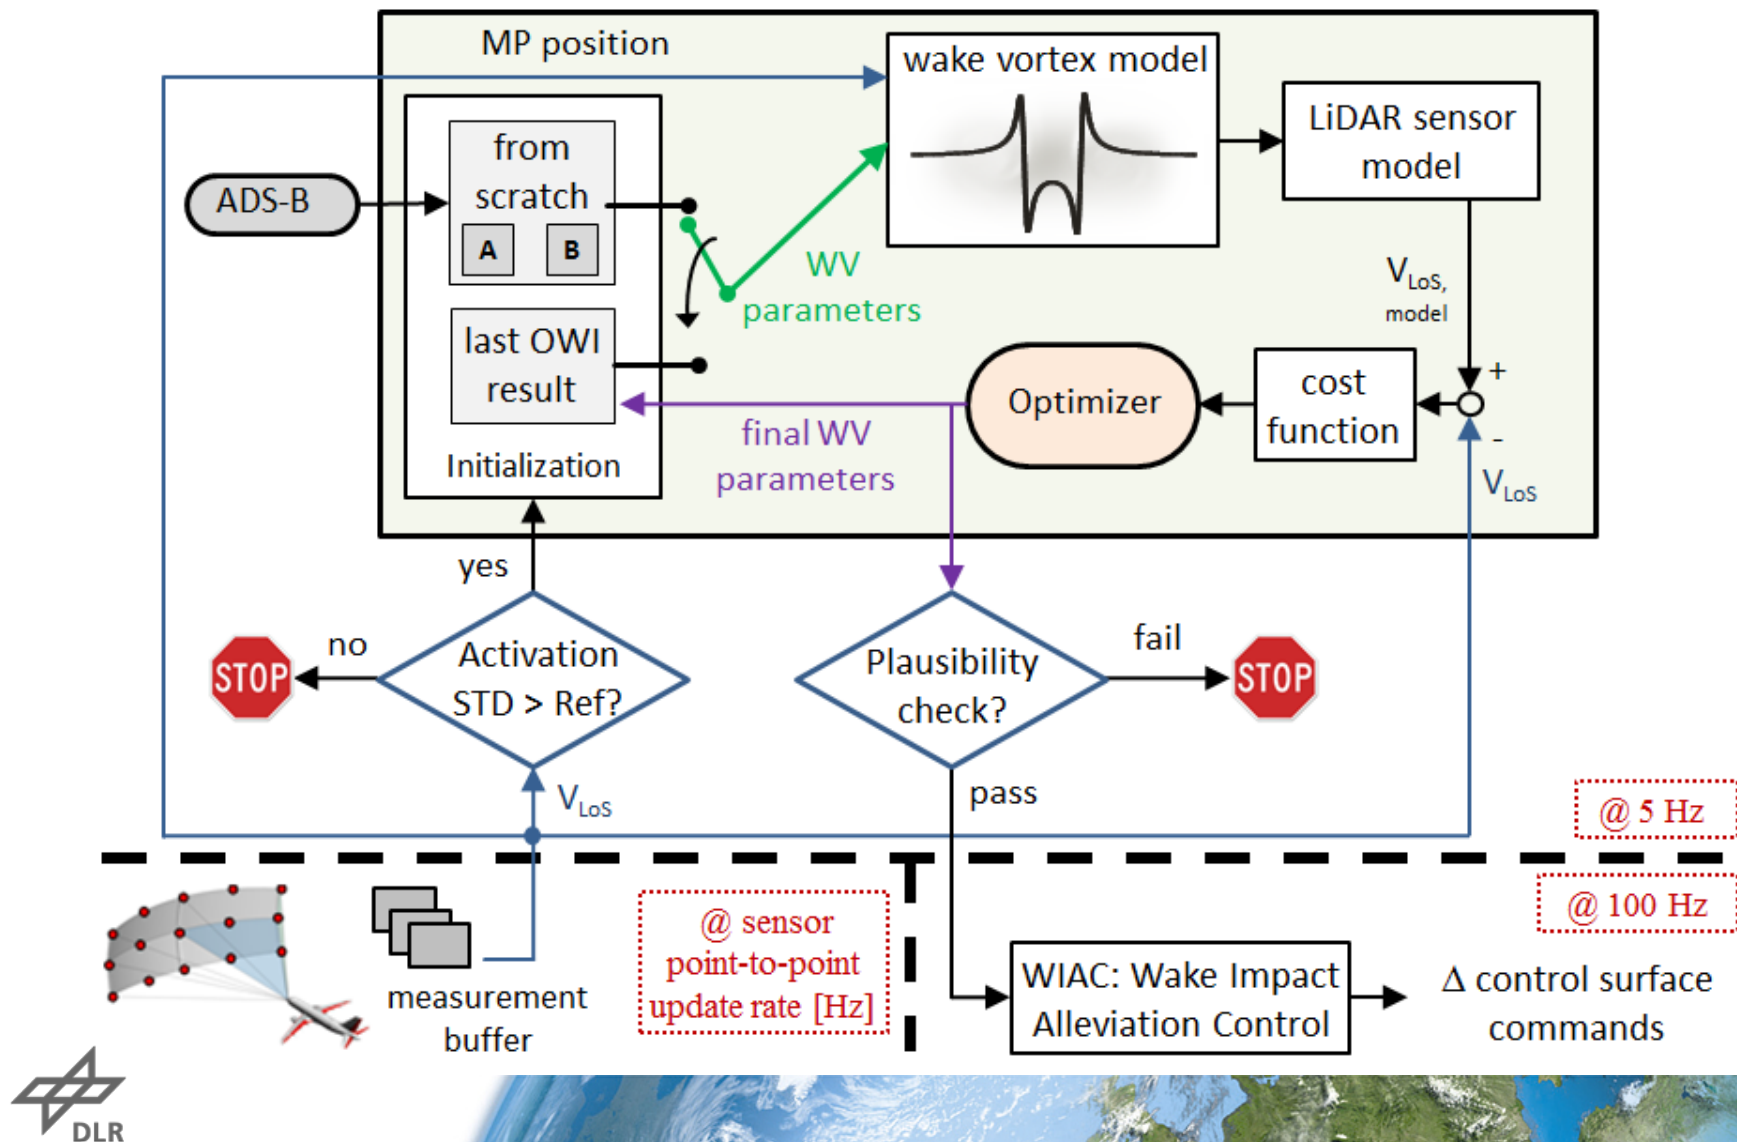 MP position
wake vortex model
LiDAR sensor
model
from
scratch
A
B
ADS-B
WV
parameters
V_LoS,
model
last OWI
result
Initialization
final WV
parameters
Optimizer
cost
function
+
-
V_LoS
yes
no
STOP
Activation
STD > Ref?
Plausibility
check?
fail
STOP
V_LoS
pass
@ 5 Hz
@ 100 Hz
measurement
buffer
@ sensor
point-to-point
update rate [Hz]
WIAC: Wake Impact
Alleviation Control
Δ control surface
commands
DLR